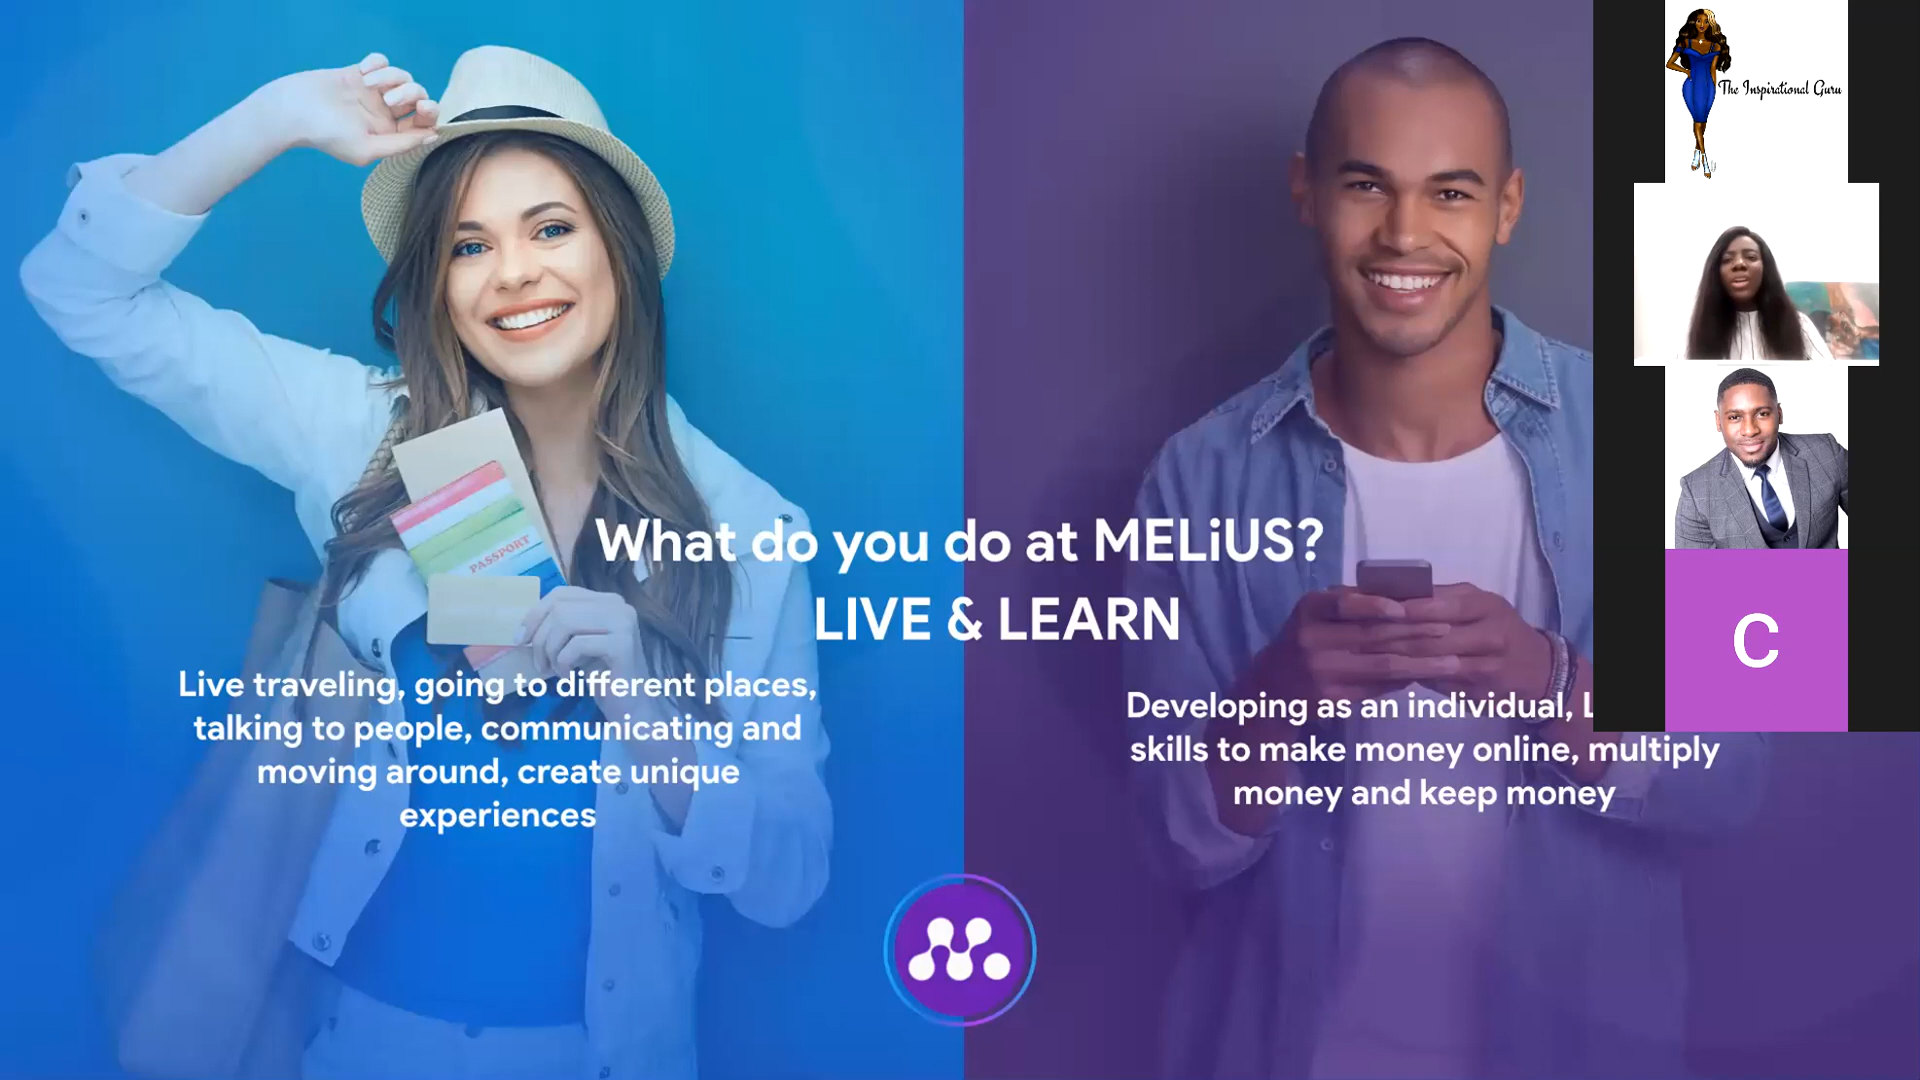 The Inspirational Guru
PASSPORT
What do you do at MELiUS?
LIVE & LEARN
Live traveling, going to different places,
talking to people, communicating and
moving around, create unique
experiences
Developing as an individual, L
skills to make money online, multiply
money and keep money
C